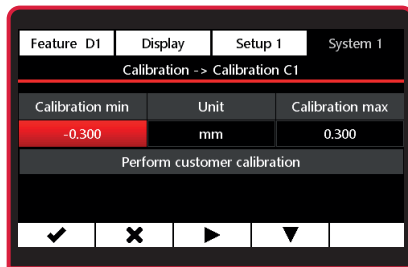 Feature D1 Display Setup 1 System 1
Calibration -> Calibration C1
Calibration min Unit Calibration max
-0.300 mm 0.300
Perform customer calibration